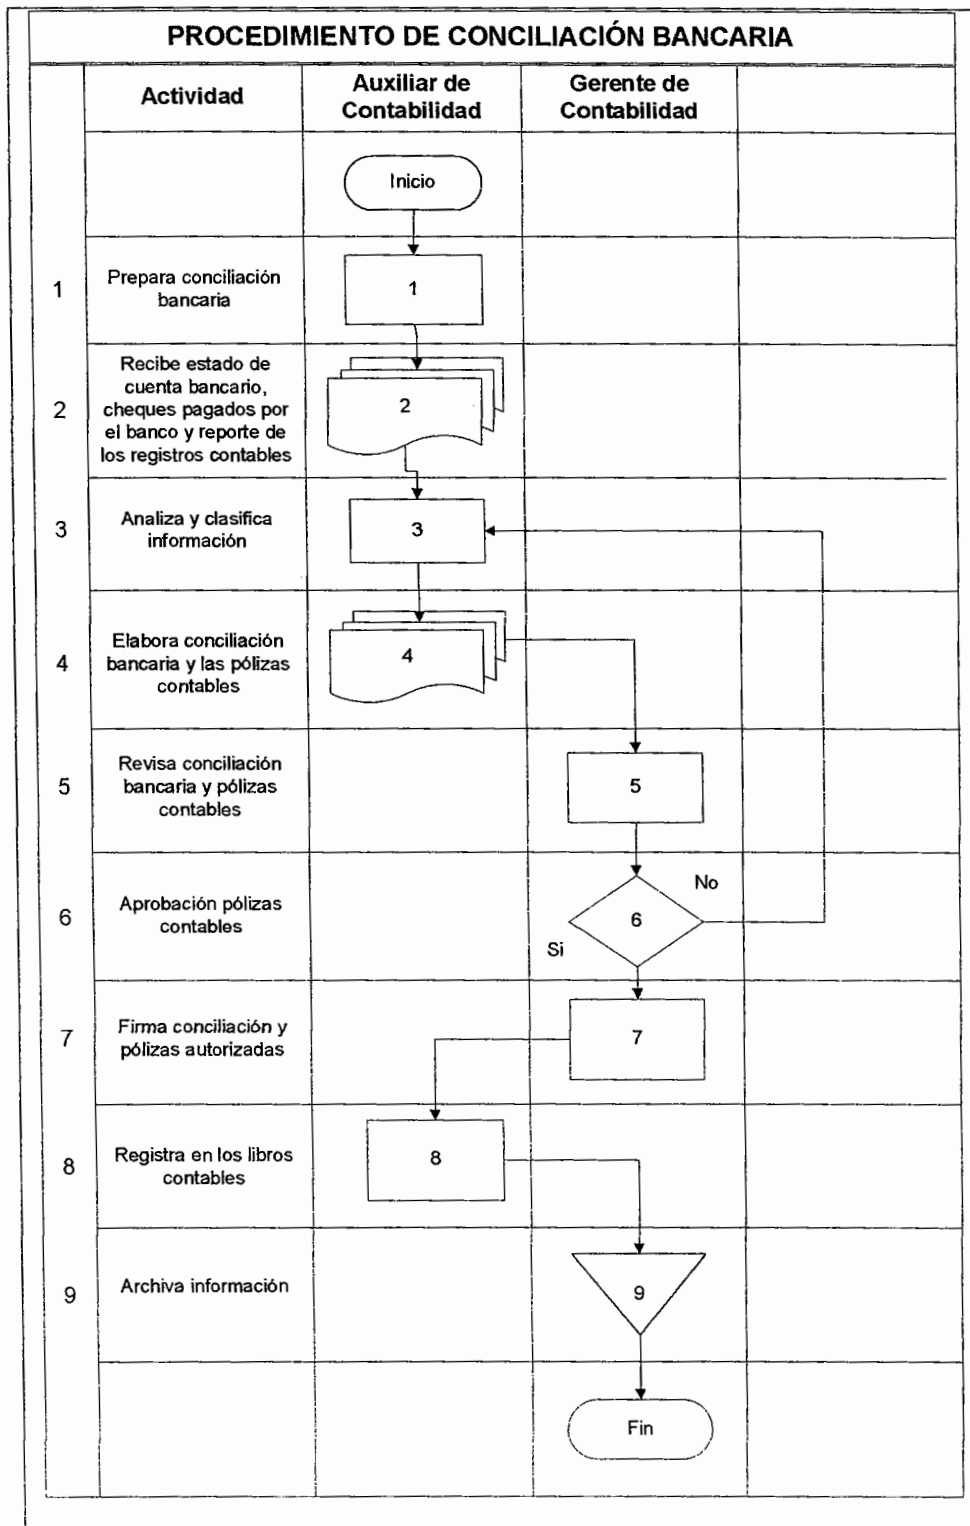 PROCEDIMIENTO DE CONCILIACIÓN BANCARIA
Actividad
Auxiliar de
Contabilidad
Gerente de
Contabilidad
Inicio
1
Prepara conciliación
bancaria
1
2
Recibe estado de
cuenta bancario,
cheques pagados por
el banco y reporte de
los registros contables
2
3
Analiza y clasifica
información
3
4
Elabora conciliación
bancaria y las pólizas
contables
4
5
Revisa conciliación
bancaria y pólizas
contables
5
6
Aprobación pólizas
contables
6
No
Si
7
Firma conciliación y
pólizas autorizadas
7
8
Registra en los libros
contables
8
9
Archiva información
9
Fin